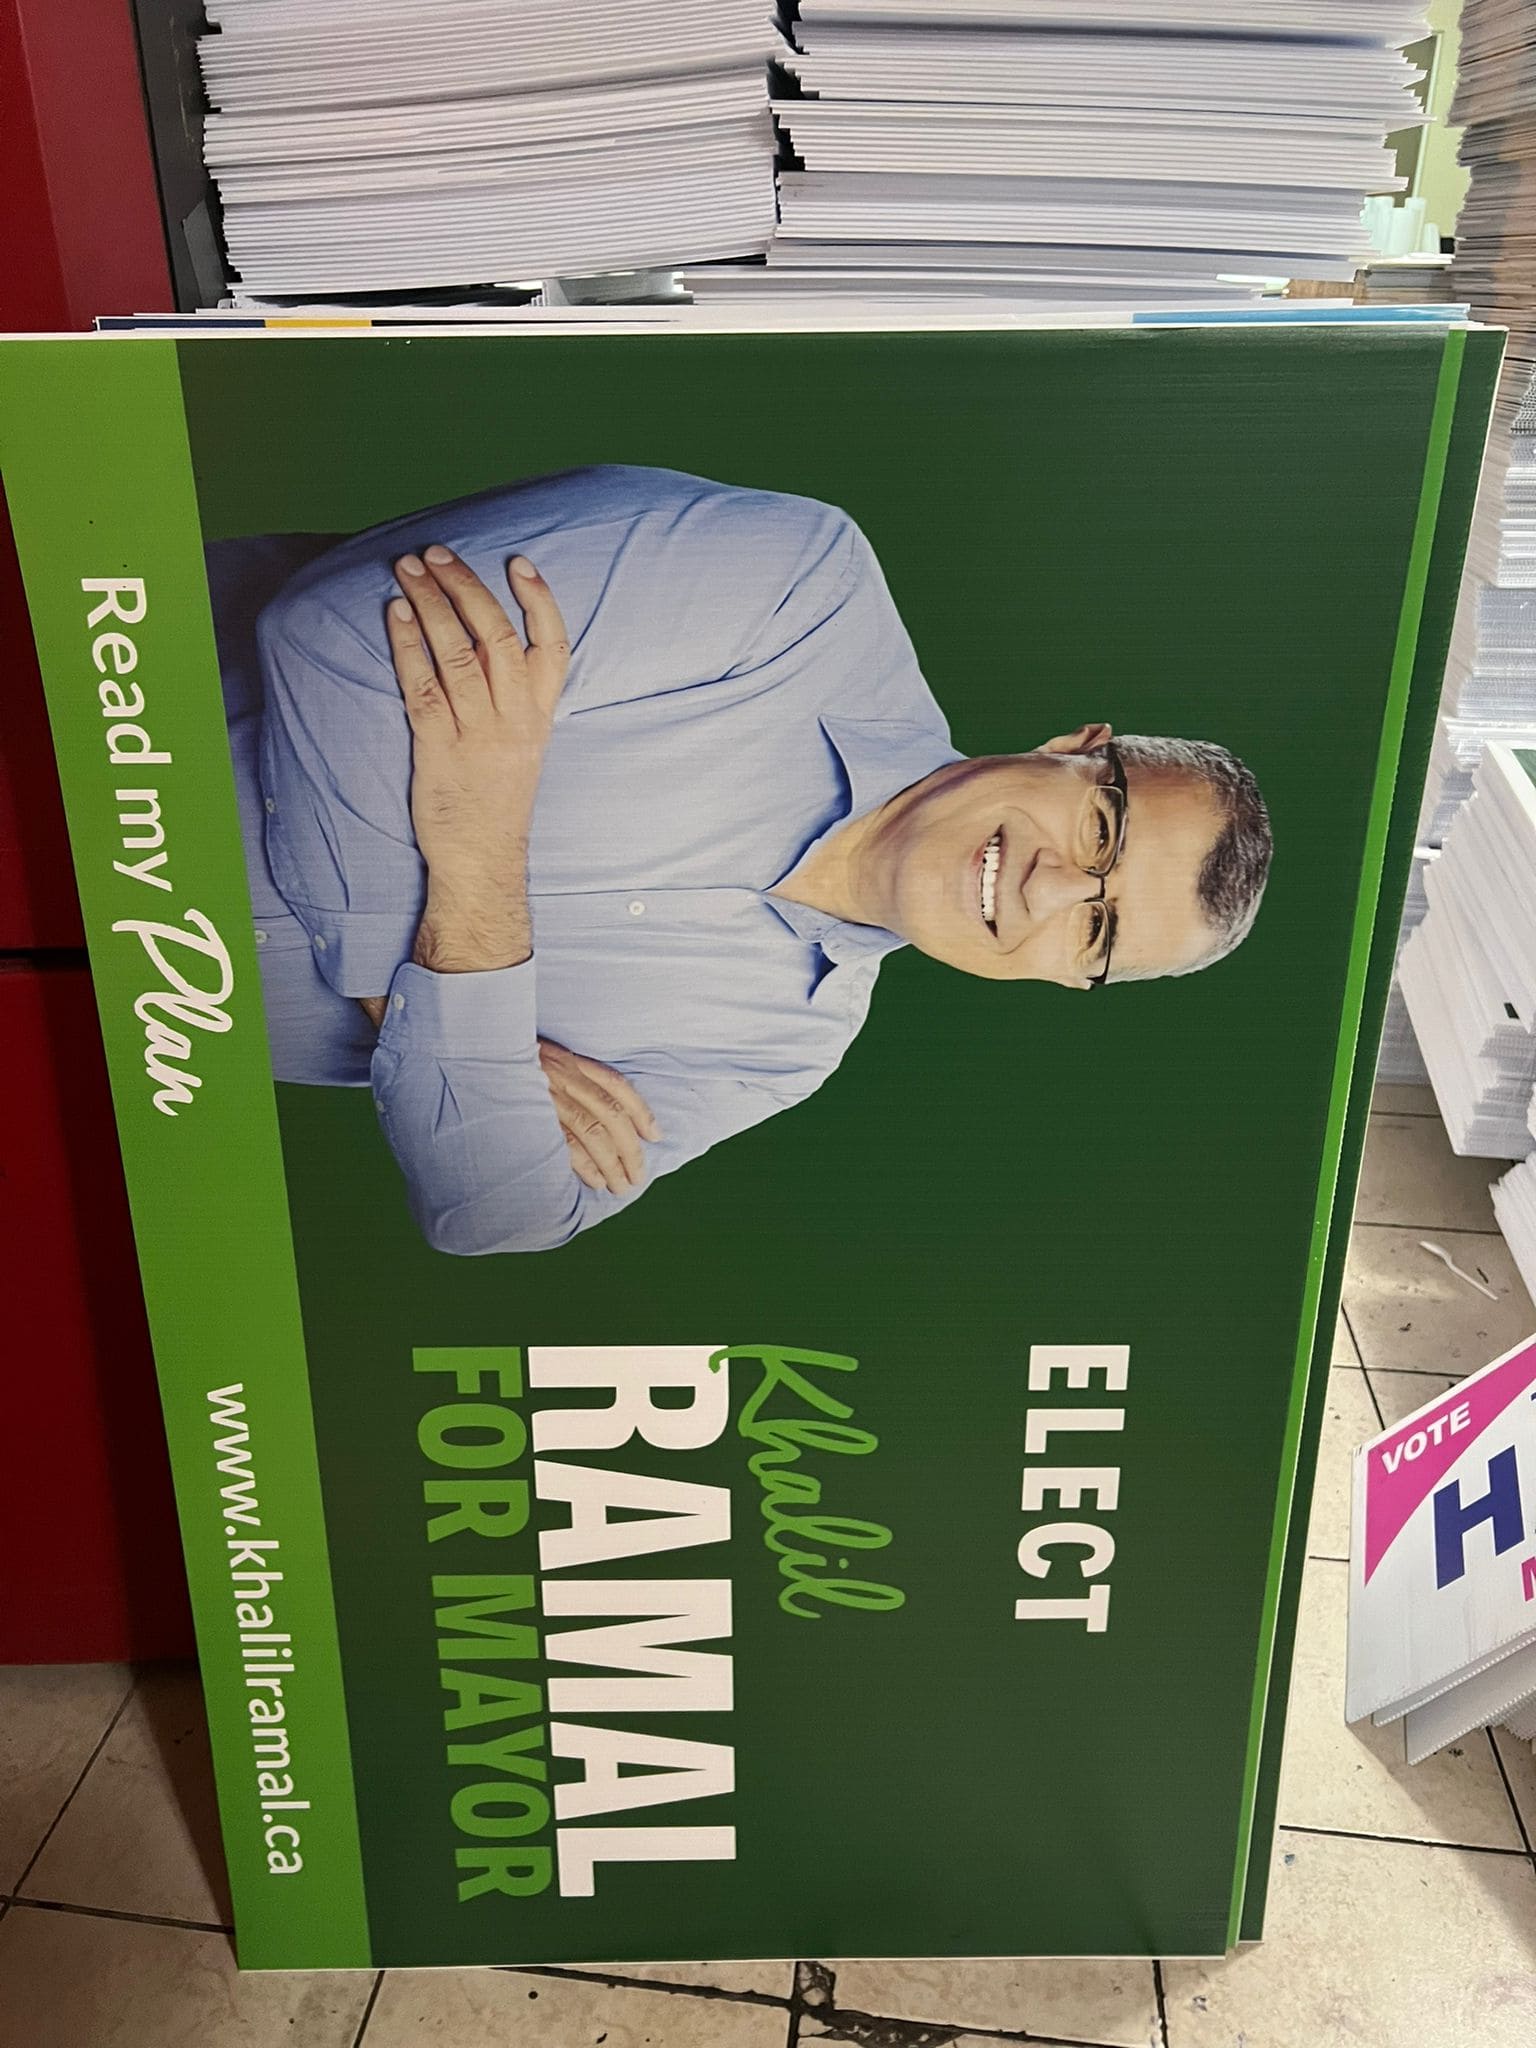 ELECT
Khalil
RAMAL
FOR MAYOR
Read my Plan
www.khalilramal.ca
VOTE
H